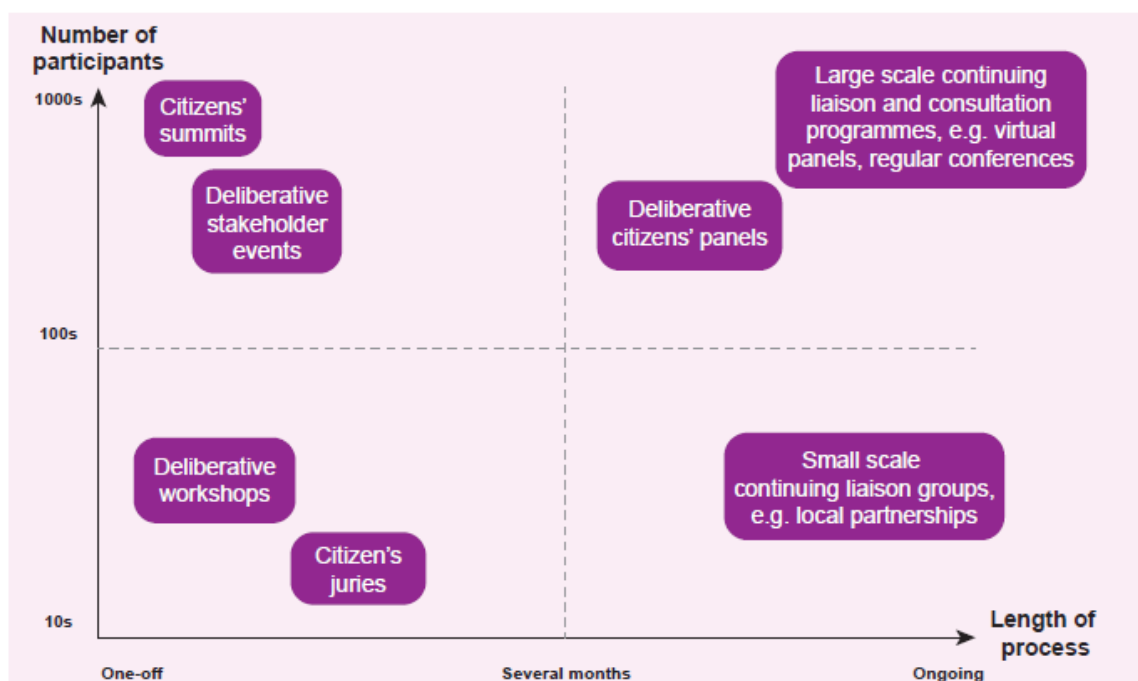 Number of
participants
1000s
Citizens'
summits
Large scale continuing
liaison and consultation
programmes, e.g. virtual
panels, regular conferences
Deliberative
stakeholder
events
Deliberative
citizens' panels
100s
Deliberative
workshops
Small scale
continuing liaison groups,
e.g. local partnerships
Citizen's
juries
10s
Length of
process
One-off
Several months
Ongoing